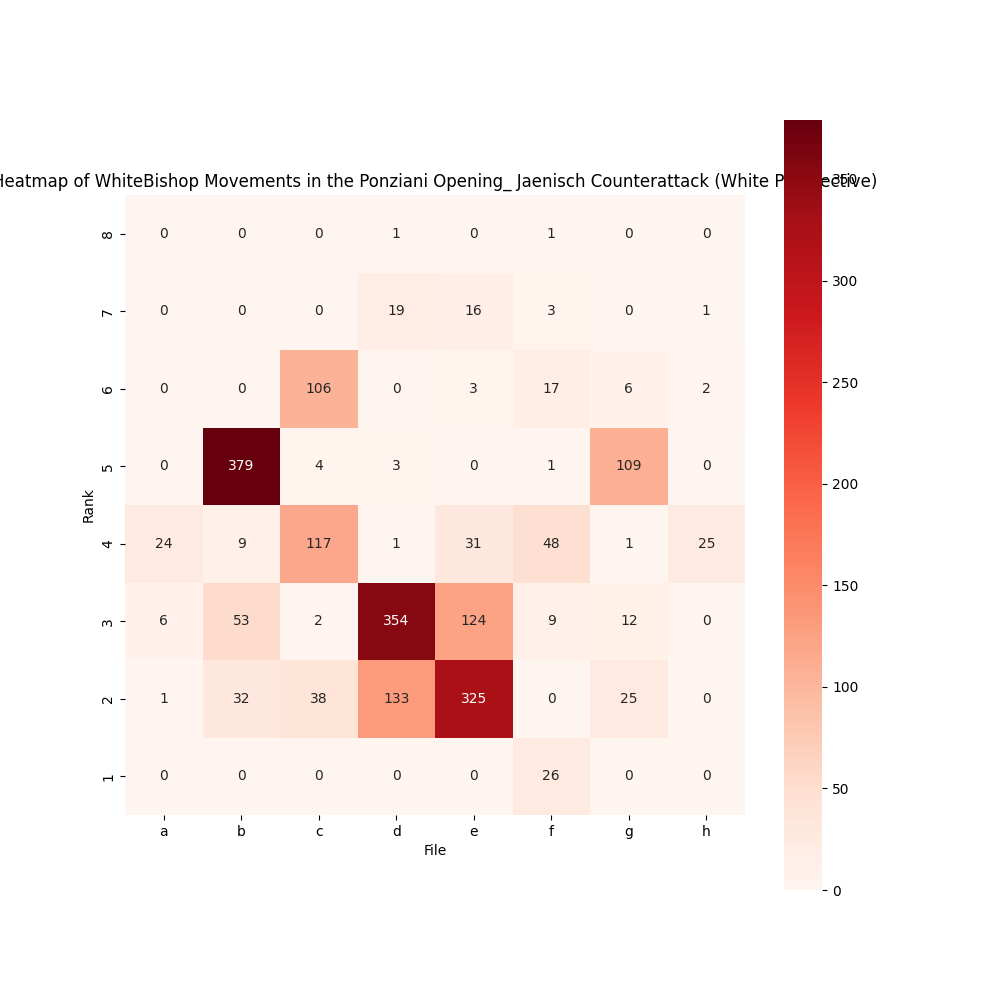 Heatmap of WhiteBishop Movements in the Ponziani Opening_ Jaenisch Counterattack (White P ective)
8 0 0 0 1 0 1 0 0
7 0 0 0 19 16 3 0 1
6 0 0 106 0 3 17 6 2
5 0 379 4 3 0 1 109 0
4 24 9 117 1 31 48 1 25
3 6 53 2 354 124 9 12 0
2 1 32 38 133 325 0 25 0
1 0 0 0 0 0 26 0 0
a b c d e f g h
File
Rank
350
300
250
200
150
100
50
0